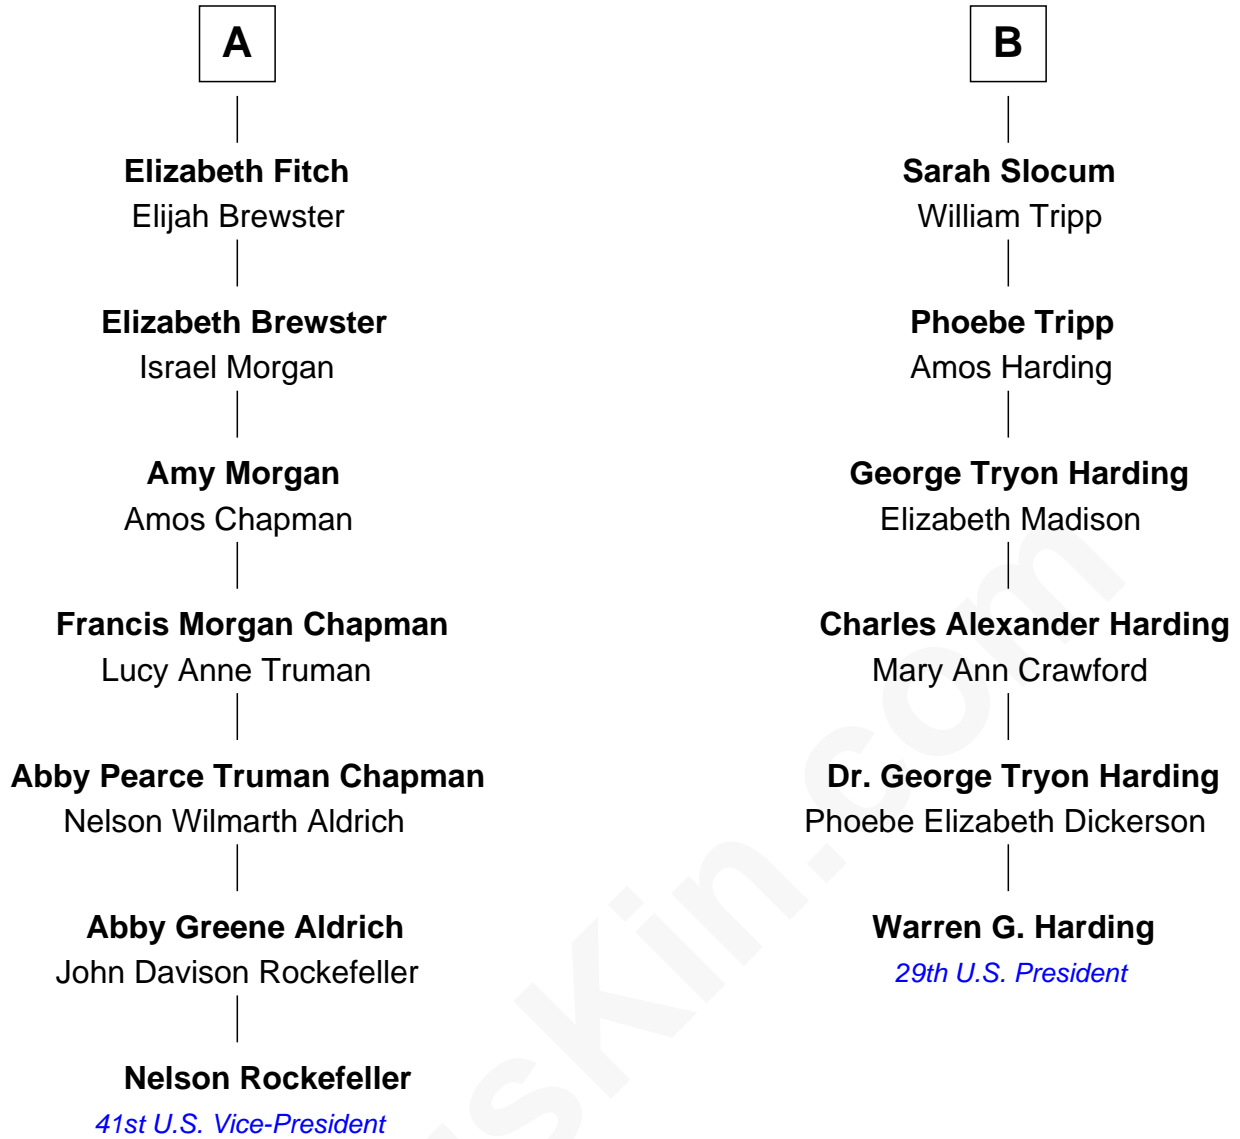 A
Elizabeth Fitch
Elijah Brewster
Elizabeth Brewster
Israel Morgan
Amy Morgan
Amos Chapman
Francis Morgan Chapman
Lucy Anne Truman
Abby Pearce Truman Chapman
Nelson Wilmarth Aldrich
Abby Greene Aldrich
John Davison Rockefeller
Nelson Rockefeller
41st U.S. Vice-President
B
Sarah Slocum
William Tripp
Phoebe Tripp
Amos Harding
George Tryon Harding
Elizabeth Madison
Charles Alexander Harding
Mary Ann Crawford
Dr. George Tryon Harding
Phoebe Elizabeth Dickerson
Warren G. Harding
29th U.S. President